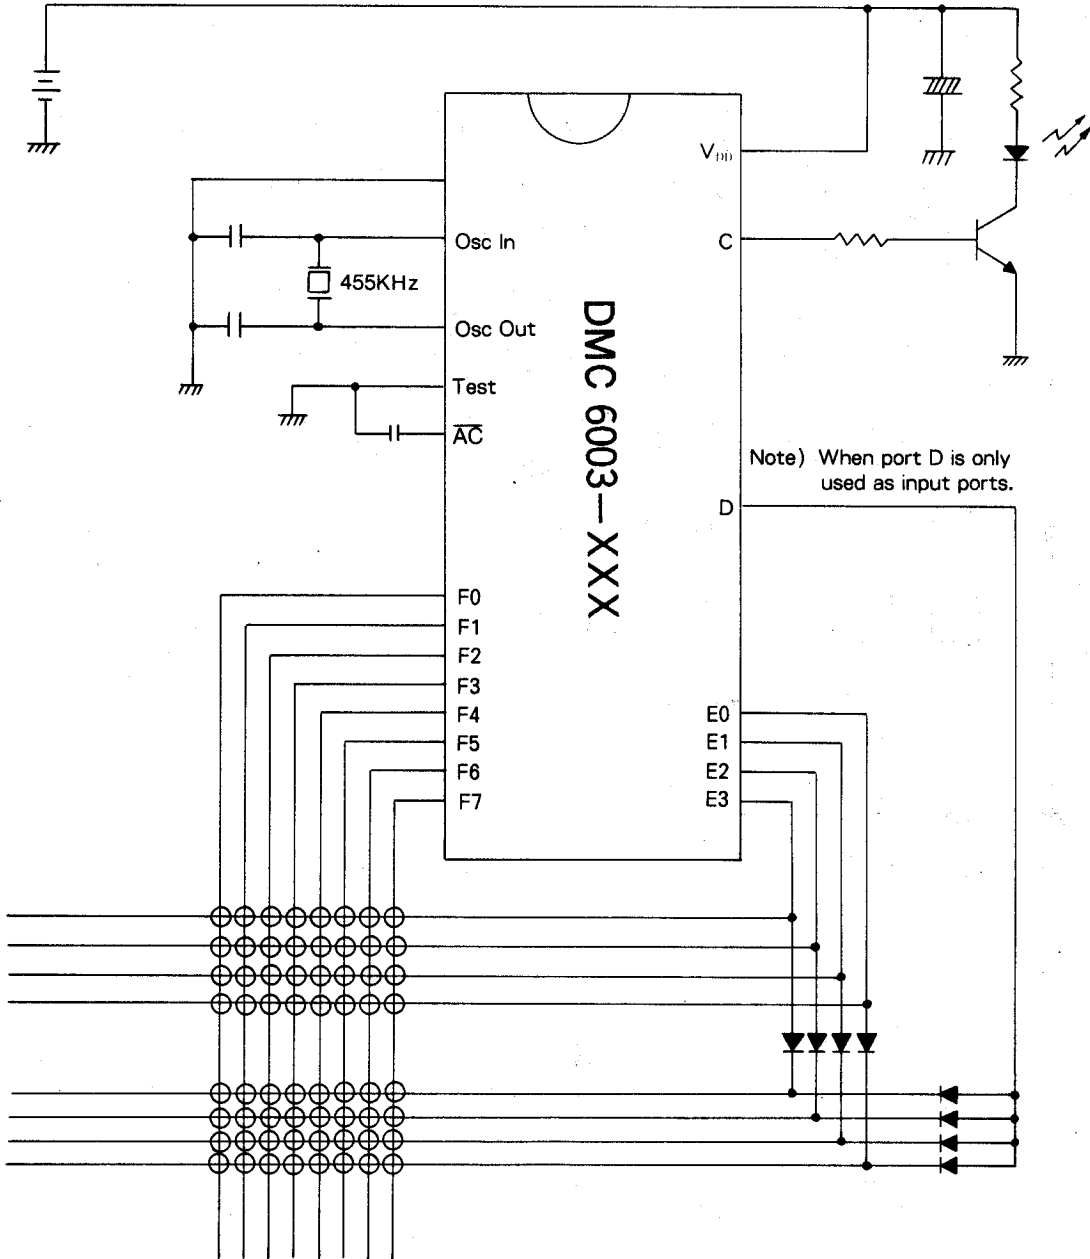 V_DD
Osc In
C
455KHz
Osc Out
DMC 6003-XXX
Test
A̅C̅
Note) When port D is only
used as input ports.
D
F0
F1
F2
F3
F4
E0
F5
E1
F6
E2
F7
E3